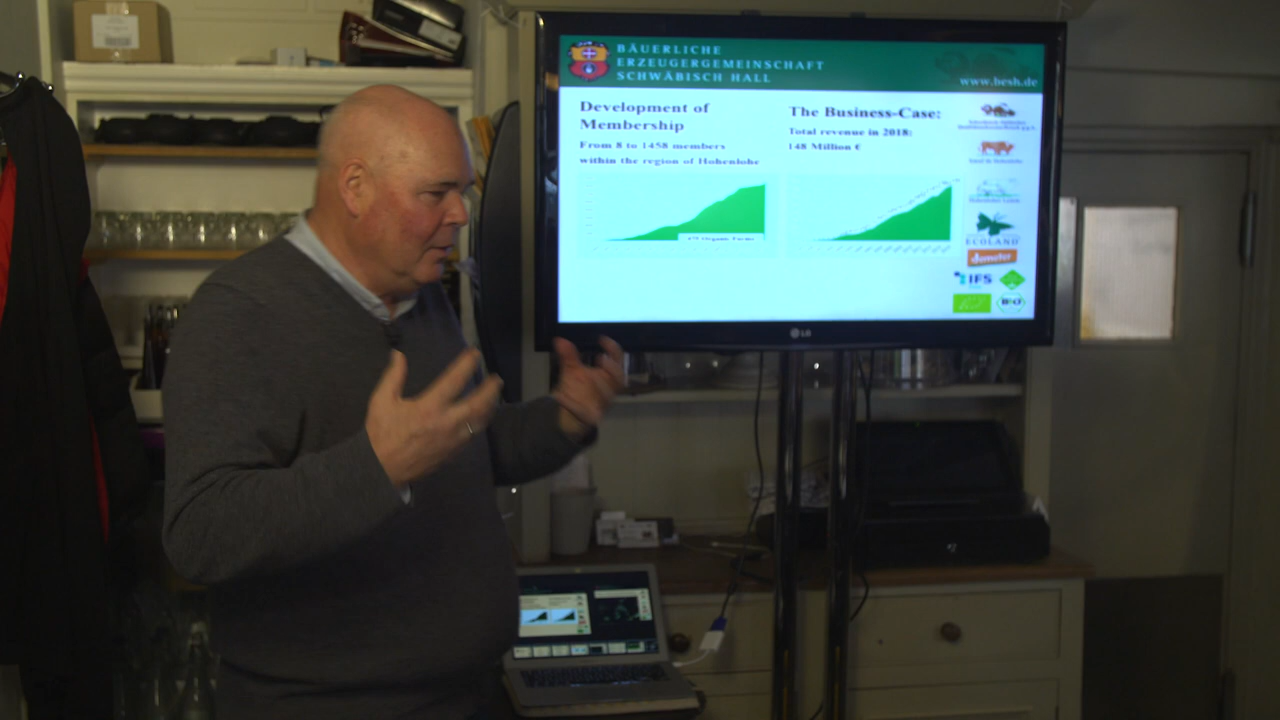 BÄUERLICHE
ERZEUGERGEMEINSCHAFT
SCHWÄBISCH HALL
www.besh.de
Development of
Membership
From 8 to 1458 members
within the region of Hohenlohe
The Business-Case:
Total revenue in 2018:
148 Million €
ECOLAND
demeter
IFS
BIO
LG